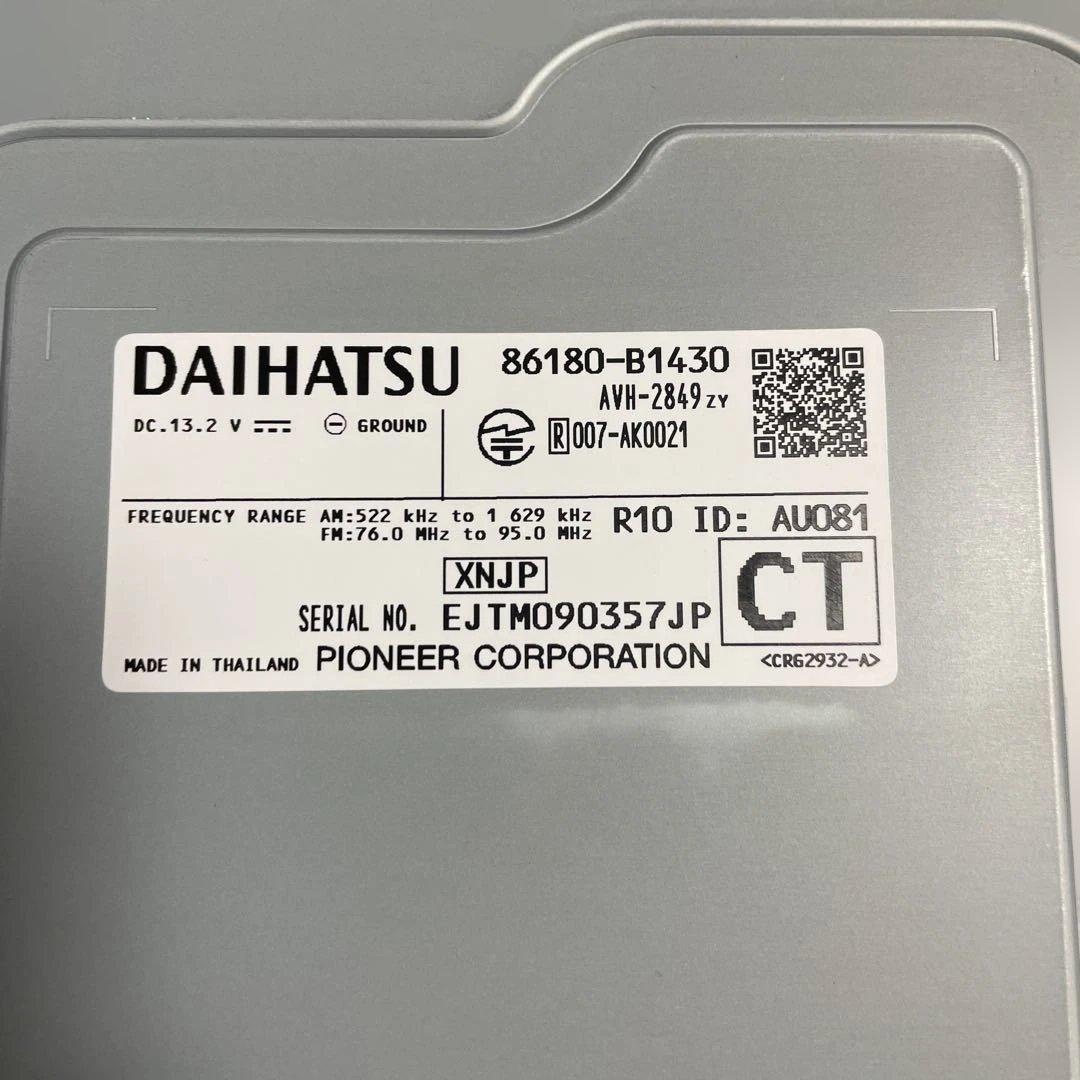 DAIHATSU
86180-B1430
AVH-2849 ZY
DC.13.2 V
GROUND
R 007-AK0021
FREQUENCY RANGE AM:522 kHz to 1 629 kHz
FM:76.0 MHz to 95.0 MHz
R10 ID: AU081
XNJP
CT
SERIAL NO. EJTM090357JP
MADE IN THAILAND PIONEER CORPORATION
<CRG2932-A>